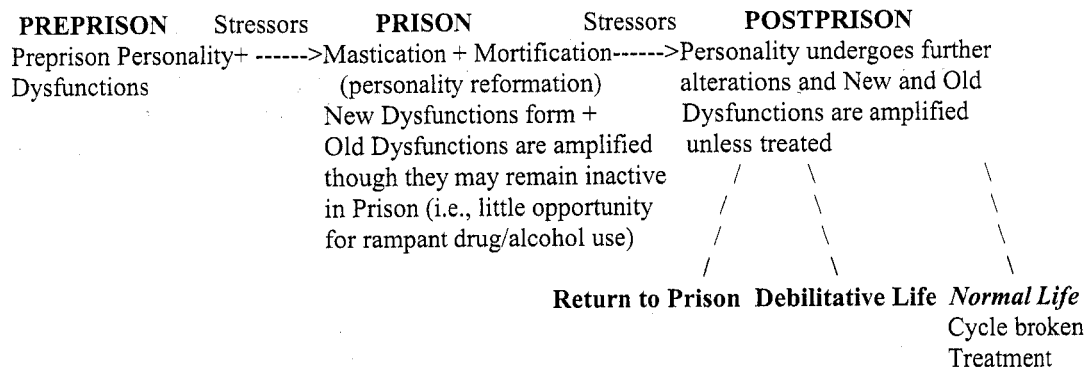 PREPRISON Stressors PRISON Stressors POSTPRISON
Preprison Personality+ ------>Mastication + Mortification------>Personality undergoes further
Dysfunctions (personality reformation) alterations and New and Old
New Dysfunctions form + Dysfunctions are amplified
Old Dysfunctions are amplified unless treated
though they may remain inactive
in Prison (i.e., little opportunity
for rampant drug/alcohol use)
Return to Prison Debilitative Life Normal Life
Cycle broken
Treatment